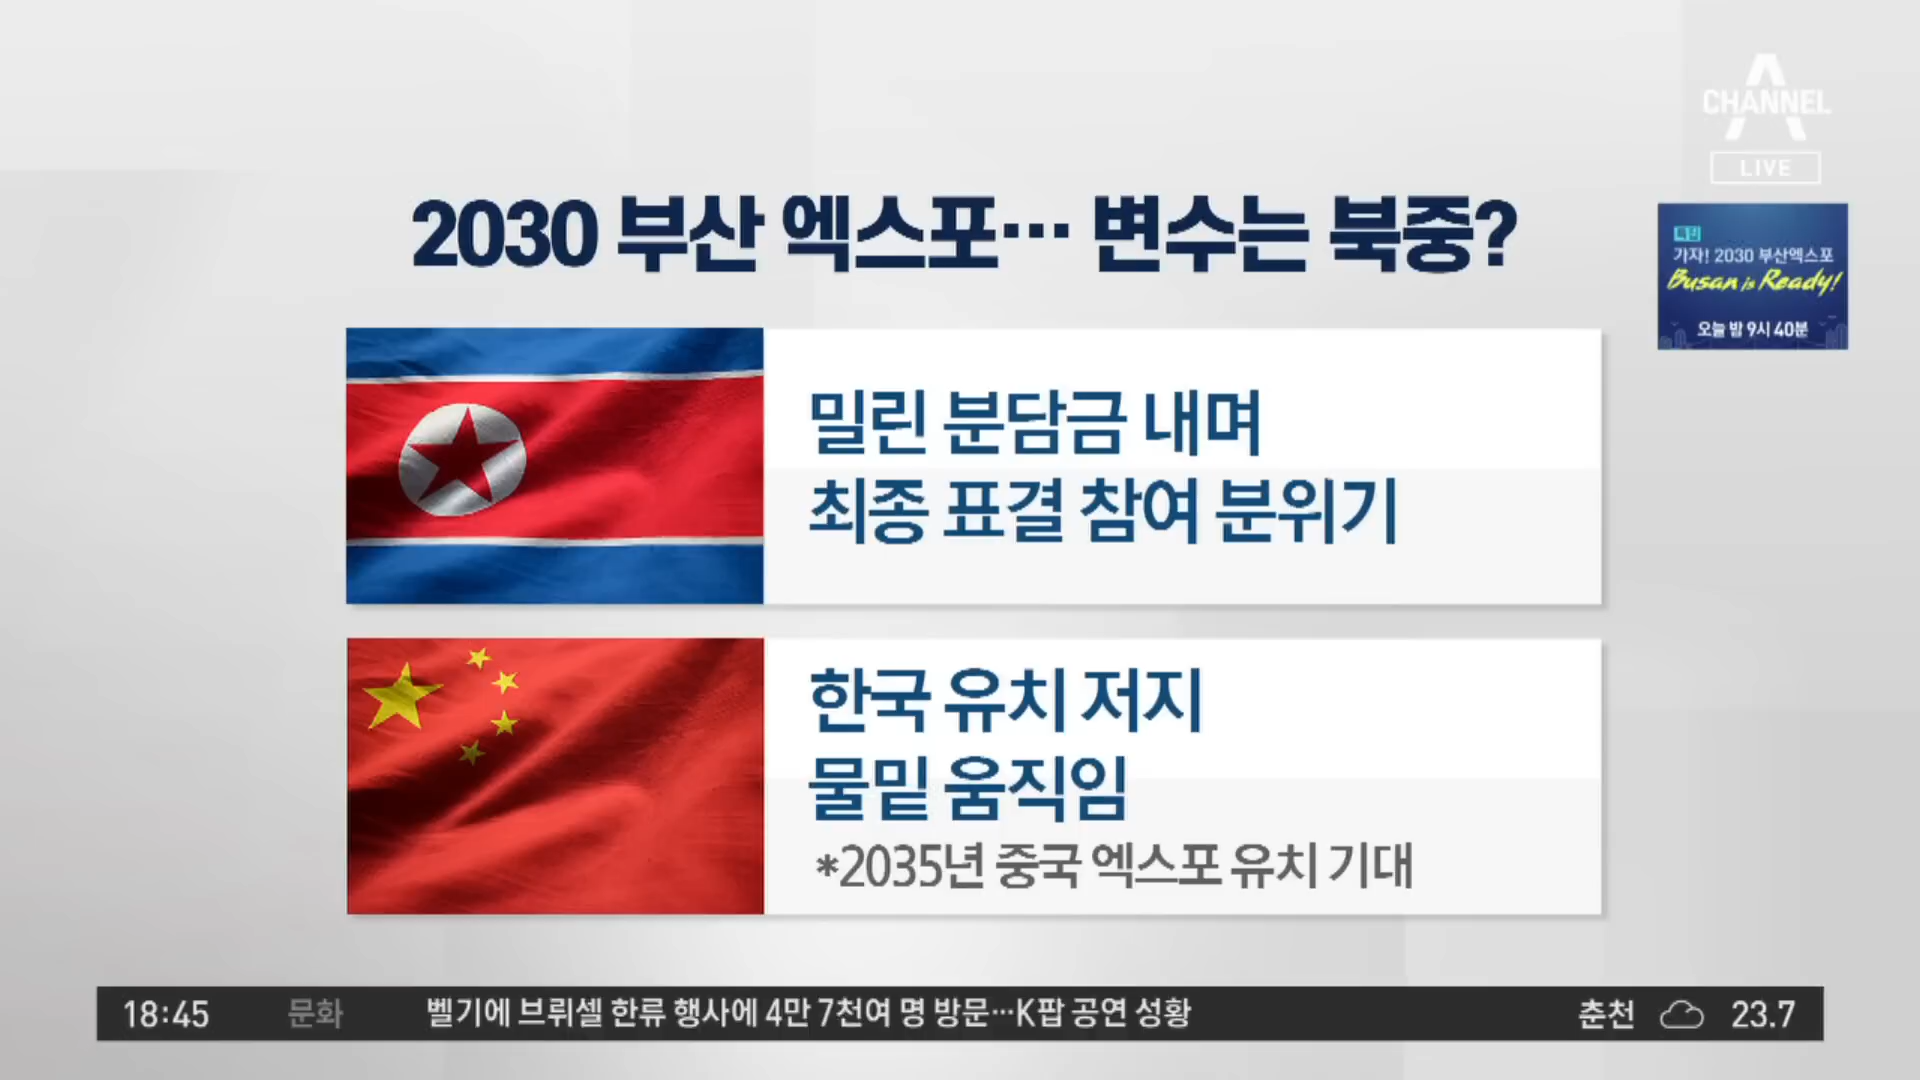 CHANNEL A
LIVE
2030 부산 엑스포… 변수는 북중?
특집
가자! 2030 부산엑스포
Busan is Ready!
오늘 밤 9시 40분
밀린 분담금 내며
최종 표결 참여 분위기
한국 유치 저지
물밑 움직임
*2035년 중국 엑스포 유치 기대
18:45 문화 벨기에 브뤼셀 한류 행사에 4만 7천여 명 방문…K팝 공연 성황 춘천 23.7